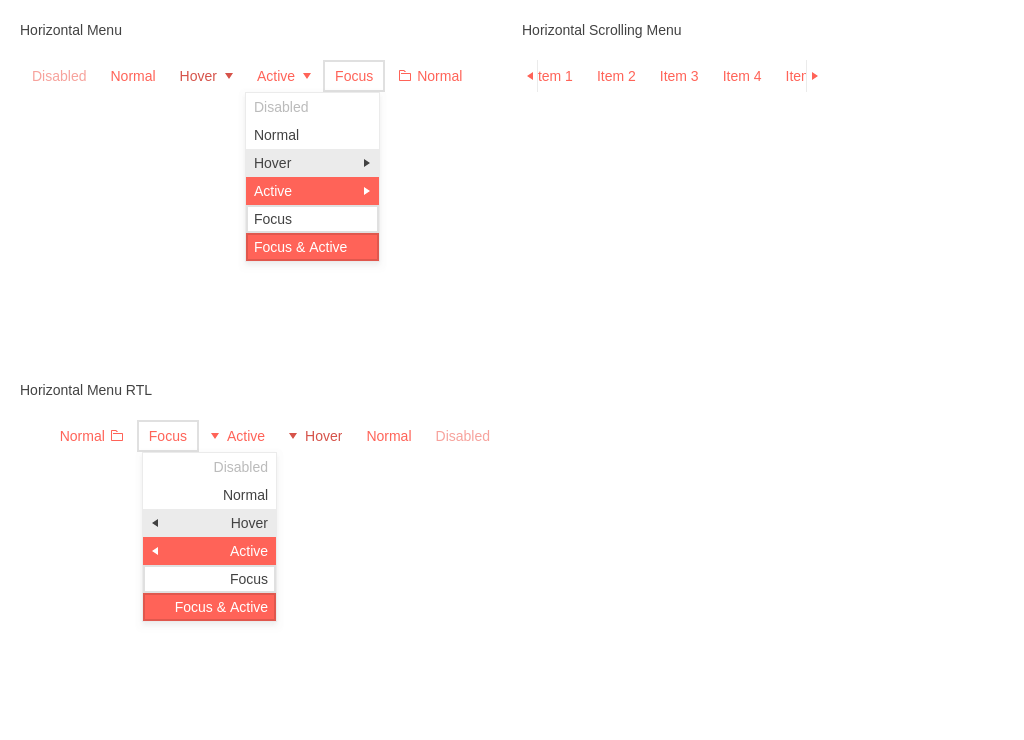 Horizontal Menu
Disabled Normal Hover Active Focus Normal
Disabled
Normal
Hover
Active
Focus
Focus & Active
Horizontal Scrolling Menu
tem 1 Item 2 Item 3 Item 4 Iter
Horizontal Menu RTL
Normal Focus Active Hover Normal Disabled
Disabled
Normal
Hover
Active
Focus
Focus & Active